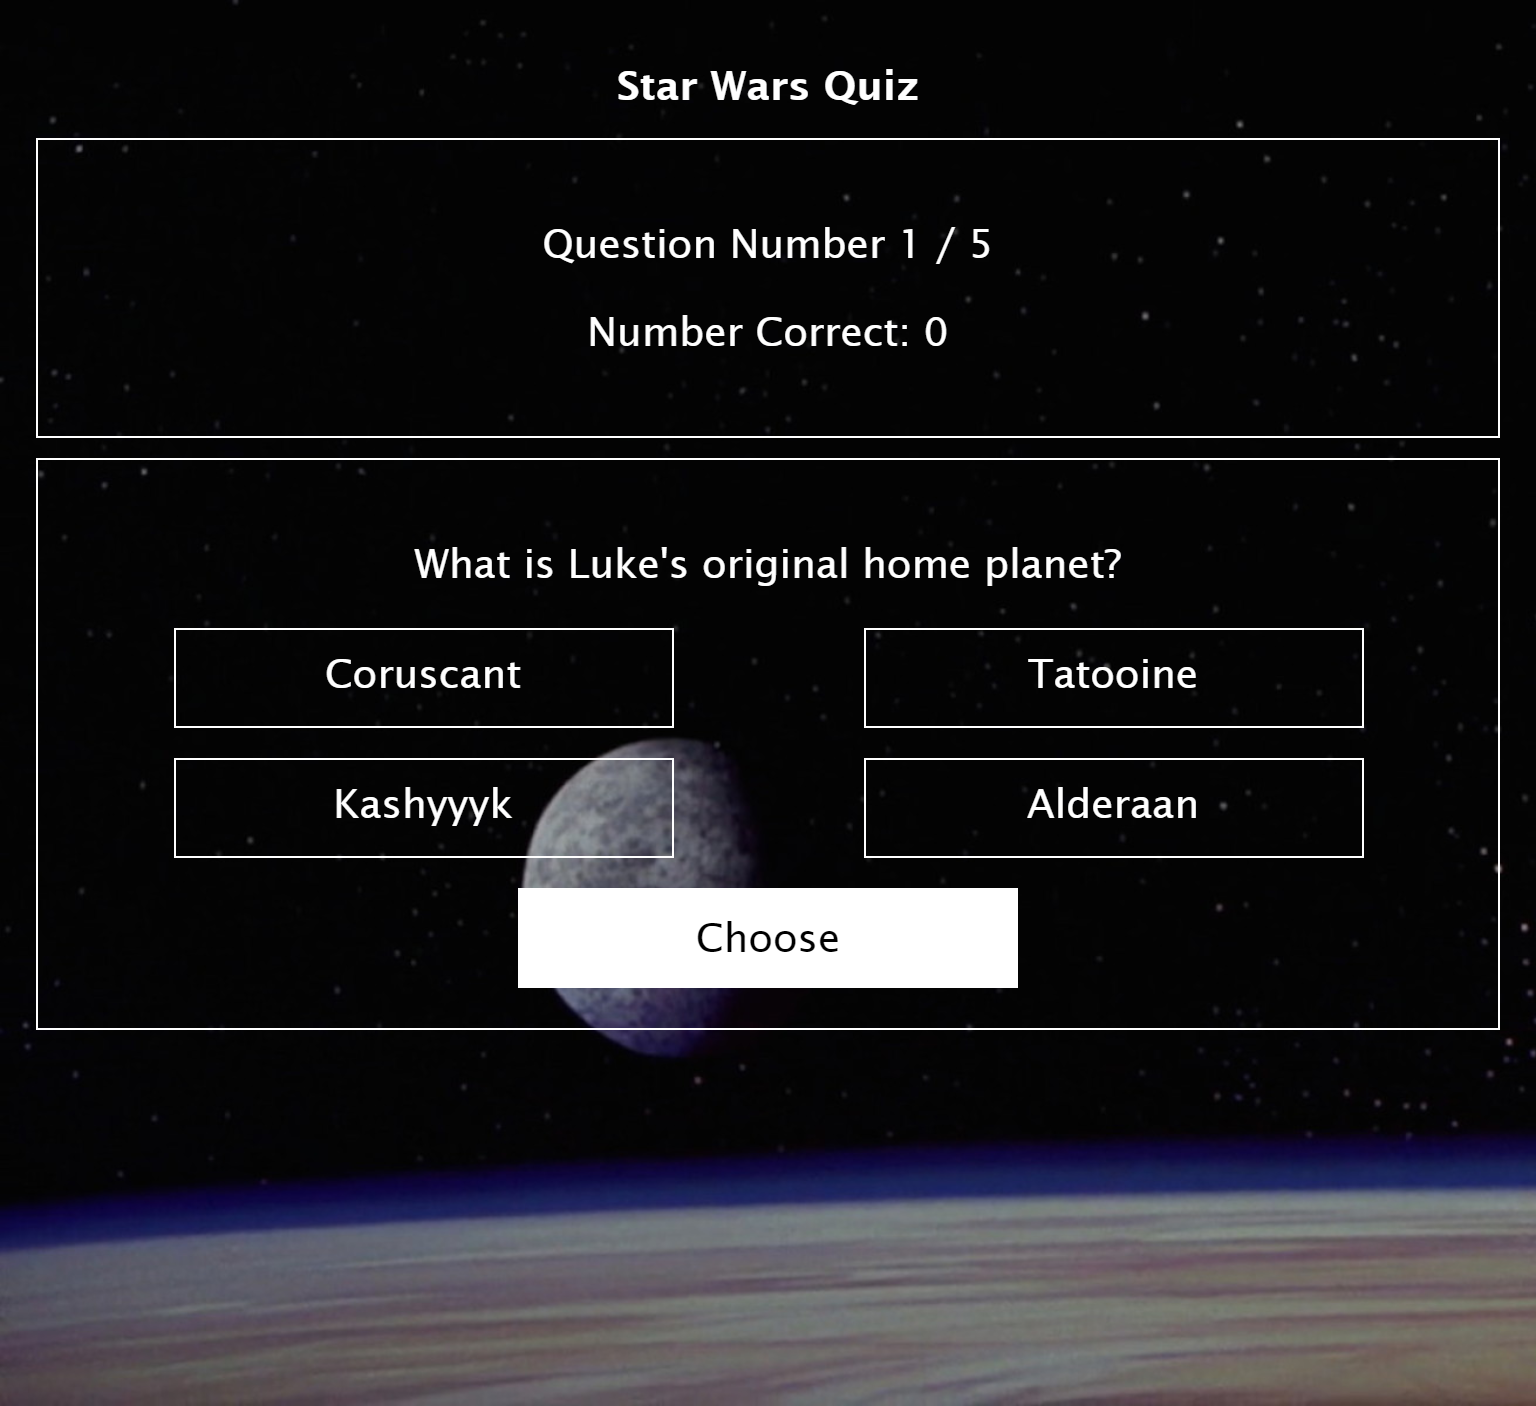 Star Wars Quiz
Question Number 1 / 5
Number Correct: 0
What is Luke's original home planet?
Coruscant
Tatooine
Kashyyyk
Alderaan
Choose